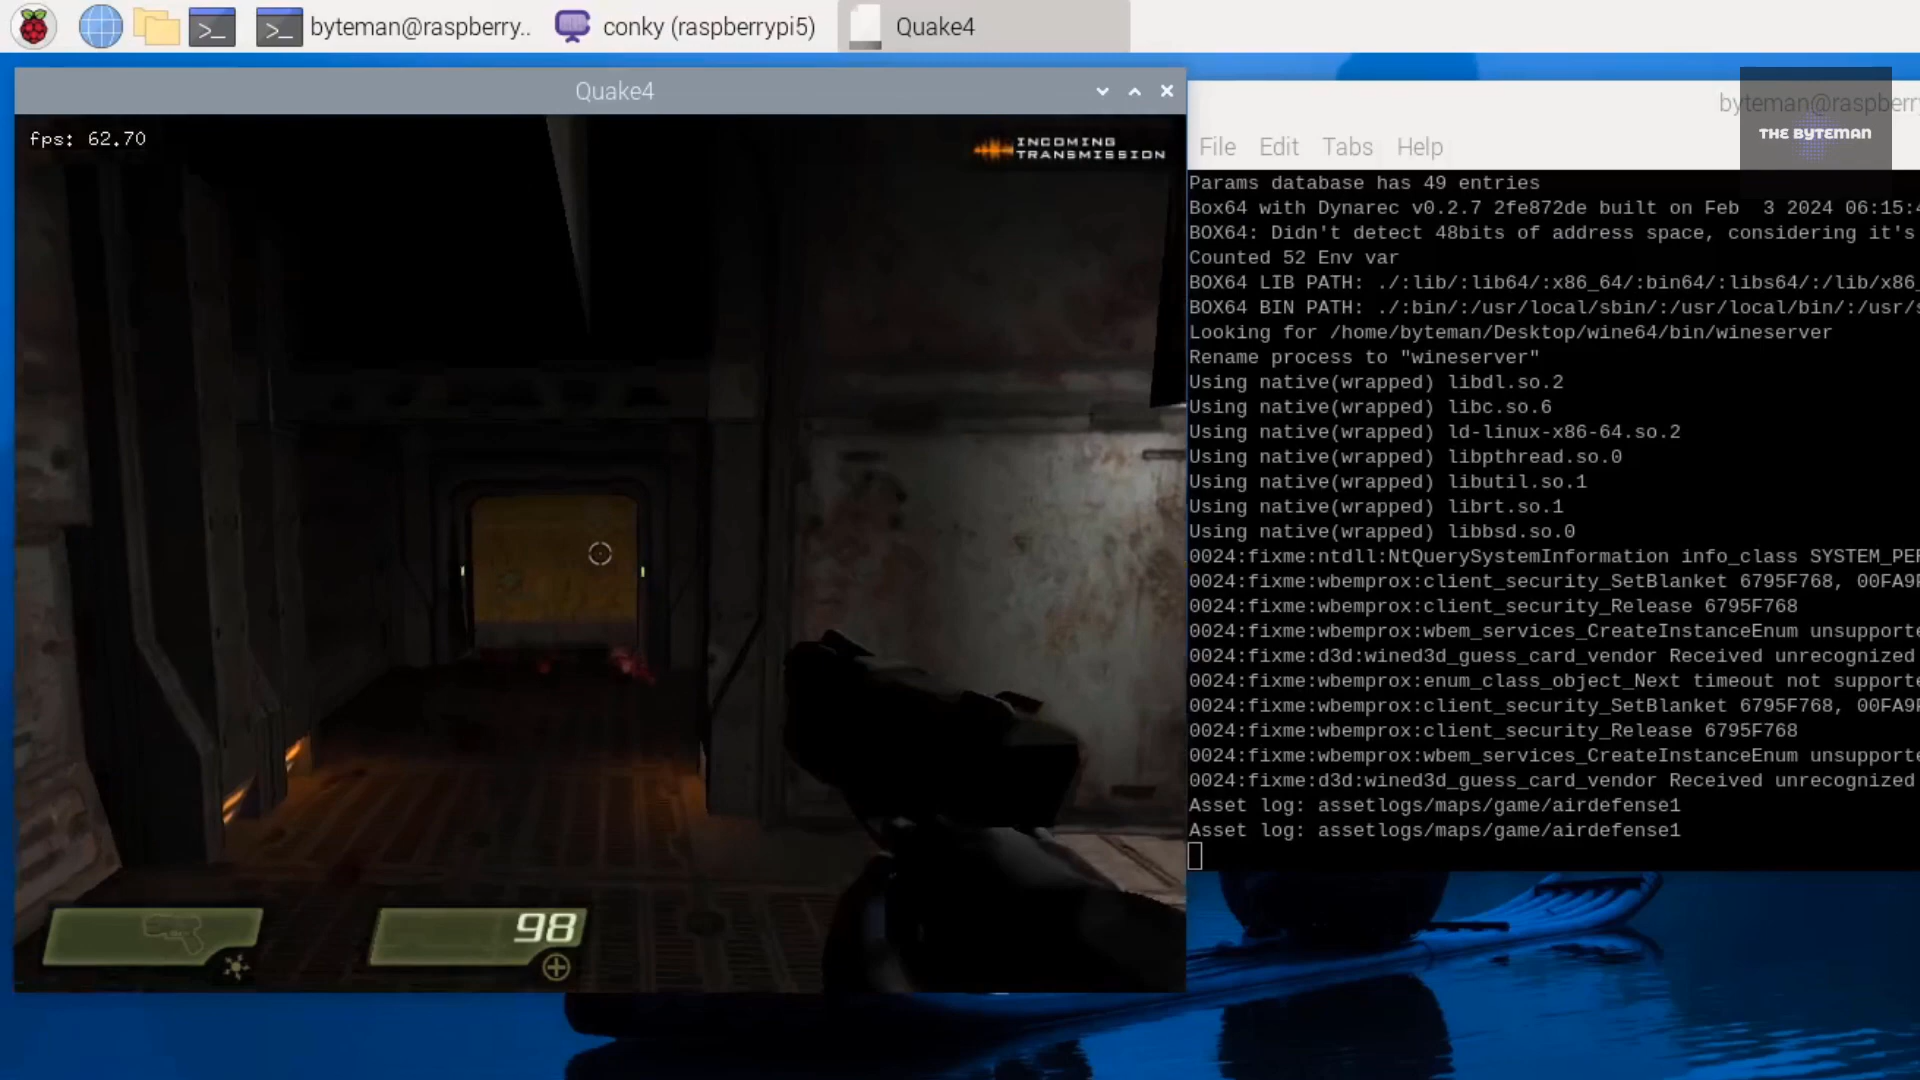 byteman@raspberry..
conky (raspberrypi5)
Quake4
Quake4
fps: 62.70
INCOMING
TRANSMISSION
98
byteman@raspberry
THE BYTEMAN
File Edit Tabs Help
Params database has 49 entries
Box64 with Dynarec v0.2.7 2fe872de built on Feb  3 2024 06:15:4
BOX64: Didn't detect 48bits of address space, considering it's
Counted 52 Env var
BOX64 LIB PATH: ./:lib/:lib64/:x86_64/:bin64/:libs64/:/lib/x86_
BOX64 BIN PATH: ./:bin/:/usr/local/sbin/:/usr/local/bin/:/usr/s
Looking for /home/byteman/Desktop/wine64/bin/wineserver
Rename process to "wineserver"
Using native(wrapped) libdl.so.2
Using native(wrapped) libc.so.6
Using native(wrapped) ld-linux-x86-64.so.2
Using native(wrapped) libpthread.so.0
Using native(wrapped) libutil.so.1
Using native(wrapped) librt.so.1
Using native(wrapped) libbsd.so.0
0024:fixme:ntdll:NtQuerySystemInformation info_class SYSTEM_PER
0024:fixme:wbemprox:client_security_SetBlanket 6795F768, 00FA9F
0024:fixme:wbemprox:client_security_Release 6795F768
0024:fixme:wbemprox:wbem_services_CreateInstanceEnum unsupporte
0024:fixme:d3d:wined3d_guess_card_vendor Received unrecognized
0024:fixme:wbemprox:enum_class_object_Next timeout not supporte
0024:fixme:wbemprox:client_security_SetBlanket 6795F768, 00FA9F
0024:fixme:wbemprox:client_security_Release 6795F768
0024:fixme:wbemprox:wbem_services_CreateInstanceEnum unsupporte
0024:fixme:d3d:wined3d_guess_card_vendor Received unrecognized
Asset log: assetlogs/maps/game/airdefense1
Asset log: assetlogs/maps/game/airdefense1